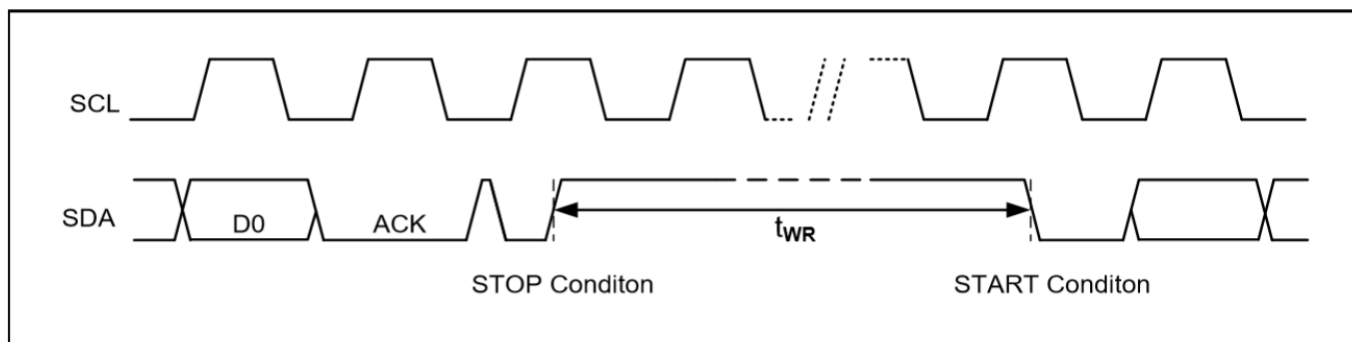 SCL
SDA
D0
ACK
tWR
STOP Conditon
START Conditon